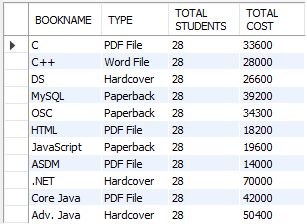 BOOKNAME TYPE TOTAL STUDENTS TOTAL COST
C PDF File 28 33600
C++ Word File 28 28000
DS Hardcover 28 26600
MySQL Paperback 28 39200
OSC Paperback 28 34300
HTML PDF File 28 18200
JavaScript Paperback 28 19600
ASDM PDF File 28 14000
.NET Hardcover 28 70000
Core Java PDF File 28 42000
Adv. Java Hardcover 28 50400